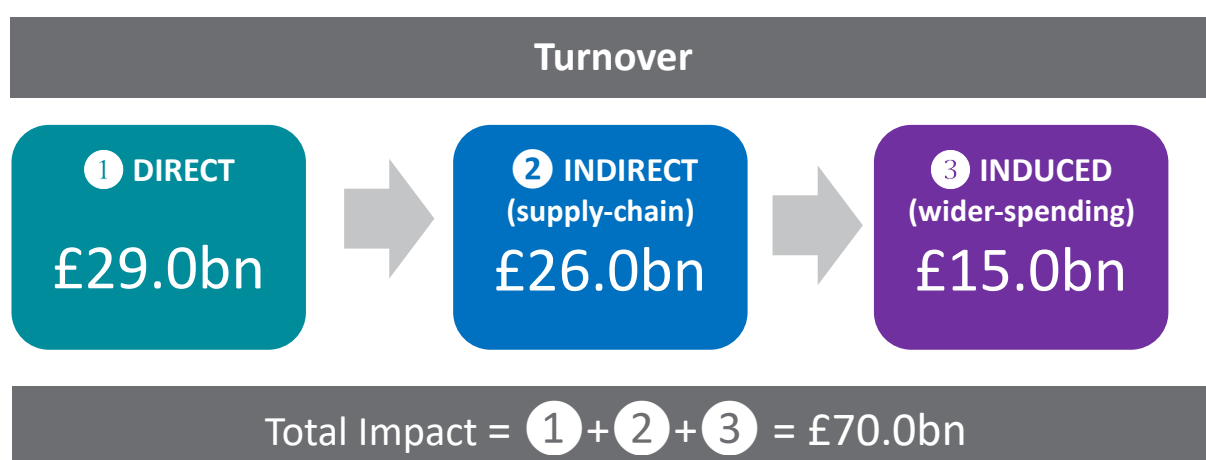 Turnover
1 DIRECT
£29.0bn
2 INDIRECT
(supply-chain)
£26.0bn
3 INDUCED
(wider-spending)
£15.0bn
Total Impact = 1+2+3 = £70.0bn